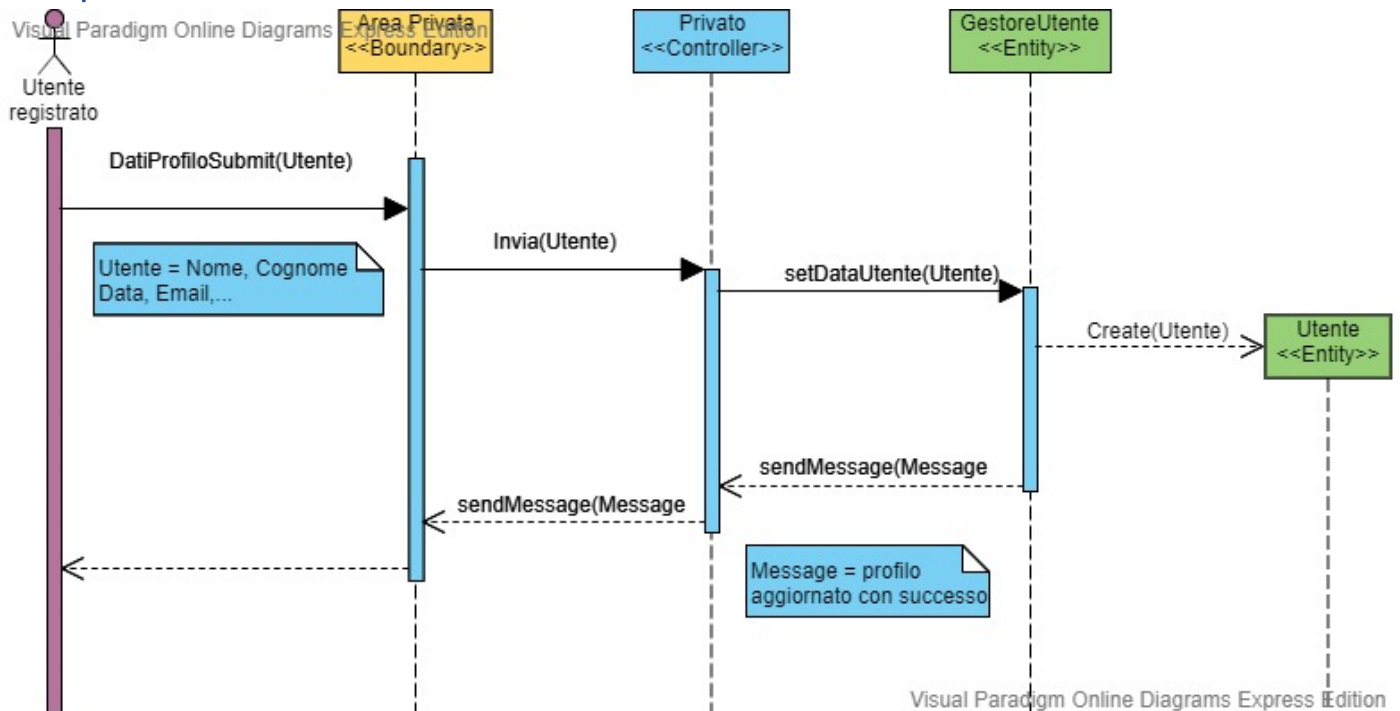 Visual Paradigm Online Diagrams Express Edition
Area Privata
<<Boundary>>
Privato
<<Controller>>
GestoreUtente
<<Entity>>
Utente
registrato
DatiProfiloSubmit(Utente)
Invia(Utente)
Utente = Nome, Cognome
Data, Email,...
setDataUtente(Utente)
Create(Utente)
Utente
<<Entity>>
sendMessage(Message
sendMessage(Message
Message = profilo
aggiornato con successo
Visual Paradigm Online Diagrams Express Edition